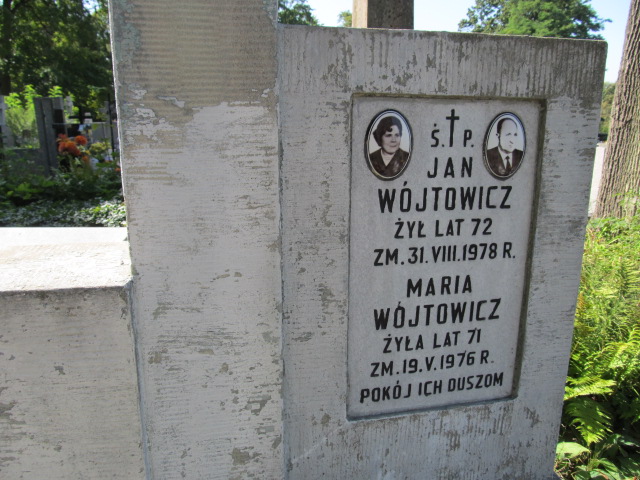 Ś. P.
JAN
WÓJTOWICZ
ŻYŁ LAT 72
ZM. 31. VIII. 1978 R.
MARIA
WÓJTOWICZ
ŻYŁA LAT 71
ZM. 19. V. 1976 R.
POKÓJ ICH DUSZOM